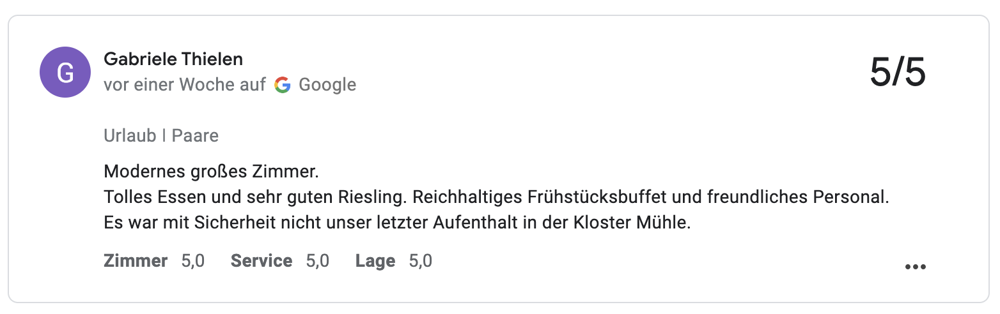 G
Gabriele Thielen
vor einer Woche auf G Google
5/5
Urlaub | Paare
Modernes großes Zimmer.
Tolles Essen und sehr guten Riesling. Reichhaltiges Frühstücksbuffet und freundliches Personal.
Es war mit Sicherheit nicht unser letzter Aufenthalt in der Kloster Mühle.
Zimmer 5,0 Service 5,0 Lage 5,0